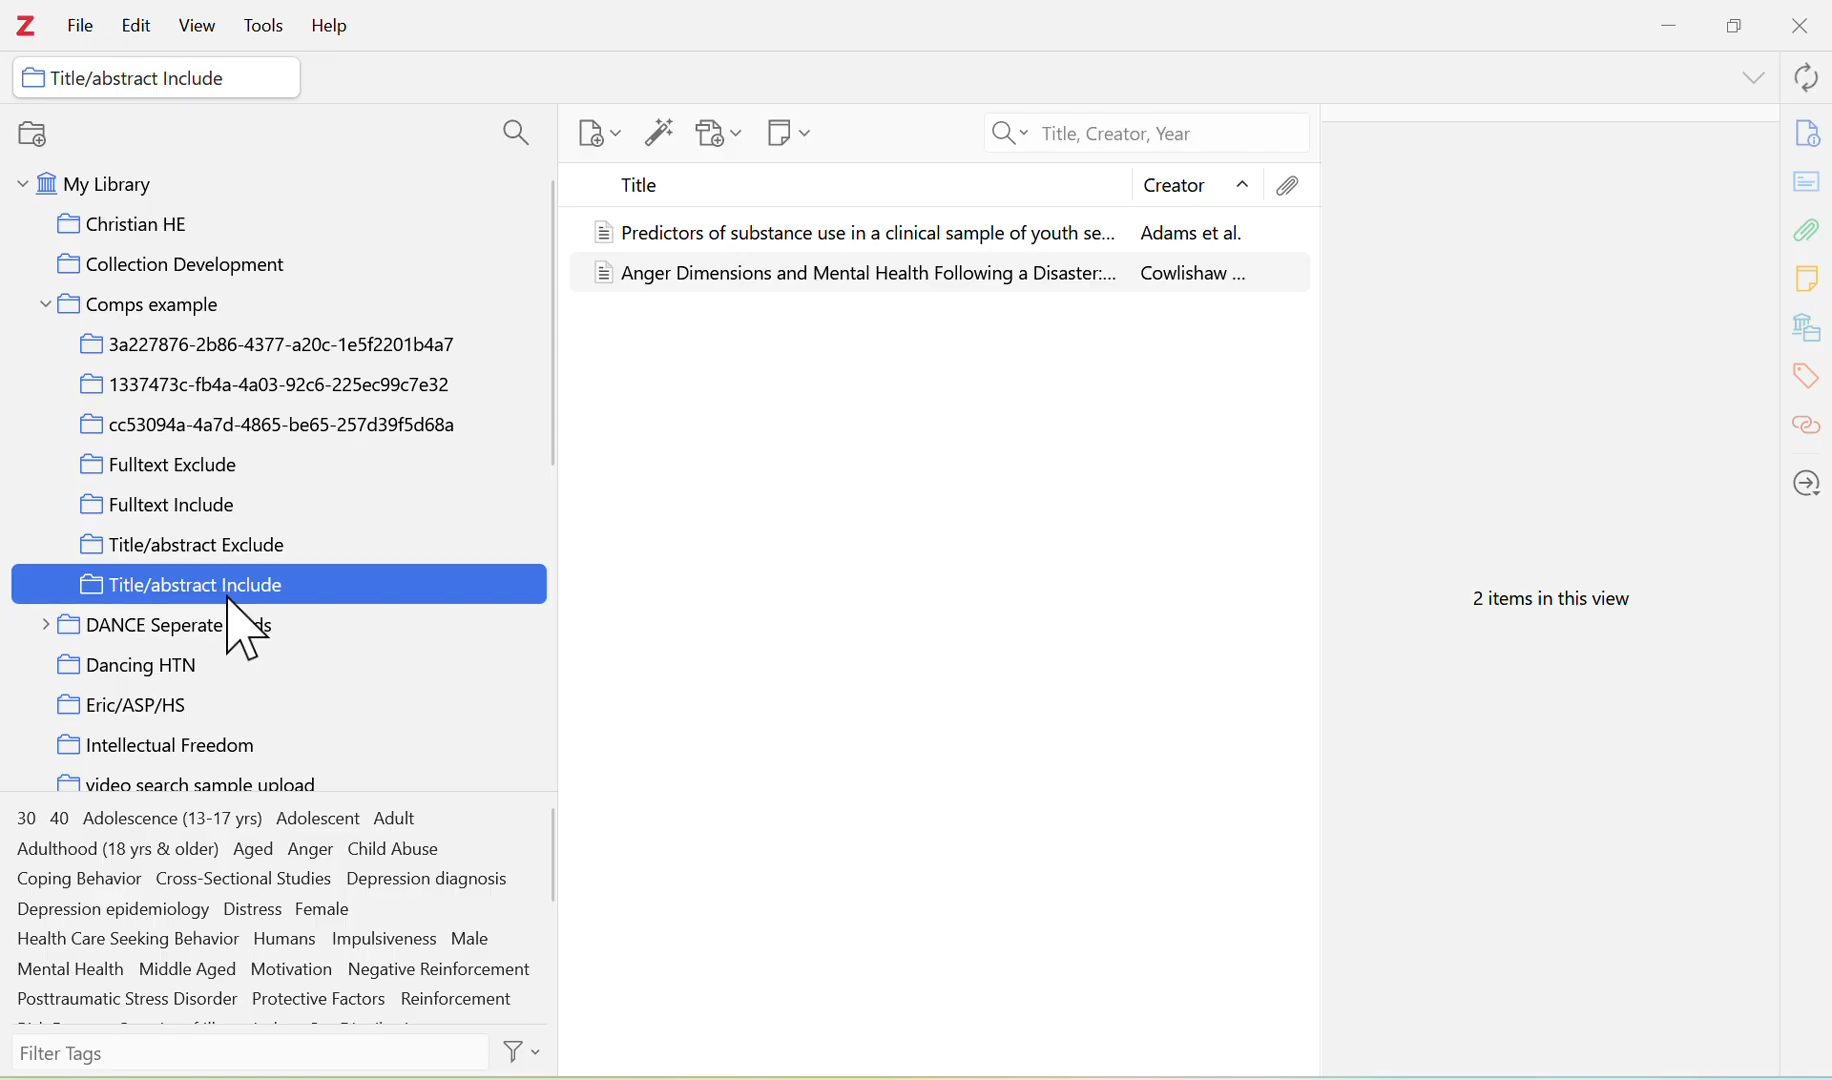 Z File Edit View Tools Help
Title/abstract Include
Title, Creator, Year
My Library
Christian HE
Collection Development
Comps example
3a227876-2b86-4377-a20c-1e5f2201b4a7
1337473c-fb4a-4a03-92c6-225ec99c7e32
cc53094a-4a7d-4865-be65-257d39f5d68a
Fulltext Exclude
Fulltext Include
Title/abstract Exclude
Title/abstract Include
DANCE Seperate
Dancing HTN
Eric/ASP/HS
Intellectual Freedom
video search sample upload
30 40 Adolescence (13-17 yrs) Adolescent Adult
Adulthood (18 yrs & older) Aged Anger Child Abuse
Coping Behavior Cross-Sectional Studies Depression diagnosis
Depression epidemiology Distress Female
Health Care Seeking Behavior Humans Impulsiveness Male
Mental Health Middle Aged Motivation Negative Reinforcement
Posttraumatic Stress Disorder Protective Factors Reinforcement
Filter Tags
Title Creator
Predictors of substance use in a clinical sample of youth se... Adams et al.
Anger Dimensions and Mental Health Following a Disaster:... Cowlishaw ...
2 items in this view